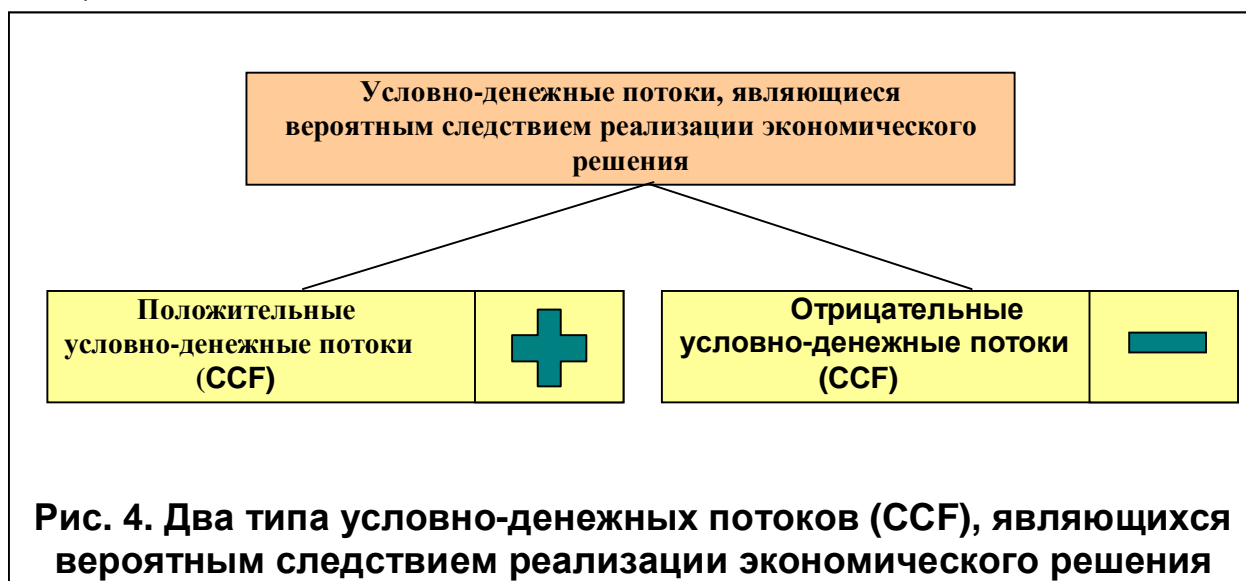 Условно-денежные потоки, являющиеся
вероятным следствием реализации экономического
решения
Положительные
условно-денежные потоки
(CCF)
Отрицательные
условно-денежные потоки
(CCF)
Рис. 4. Два типа условно-денежных потоков (CCF), являющихся
вероятным следствием реализации экономического решения